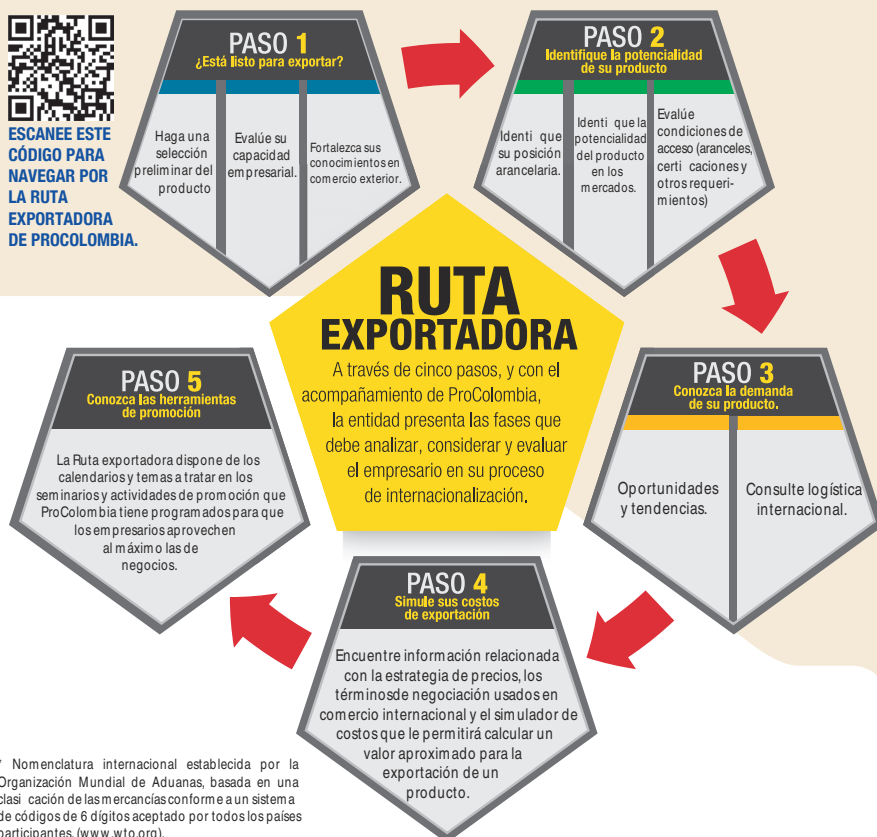 ESCANEE ESTE
CÓDIGO PARA
NAVEGAR POR
LA RUTA
EXPORTADORA
DE PROCOLOMBIA.
PASO 1
¿Está listo para exportar?
Haga una
selección
preliminar del
producto
Evalúe su
capacidad
empresarial.
Fortalezca sus
conocimientos en
comercio exterior.
PASO 2
Identifique la potencialidad
de su producto
Identi que
su posición
arancelaria.
Identi que la
potencialidad
del producto
en los
mercados.
Evalúe
condiciones de
acceso (aranceles,
certi caciones y
otros requeri-
mientos)
RUTA
EXPORTADORA
A través de cinco pasos, y con el
acompañamiento de ProColombia,
la entidad presenta las fases que
debe analizar, considerar y evaluar
el empresario en su proceso
de internacionalización.
PASO 3
Conozca la demanda
de su producto.
Oportunidades
y tendencias.
Consulte logística
internacional.
PASO 4
Simule sus costos
de exportación
Encuentre información relacionada
con la estrategia de precios, los
términosde negociación usados en
comercio internacional y el simulador de
costos que le permitirá calcular un
valor aproximado para la
exportación de un
producto.
PASO 5
Conozca las herramientas
de promoción
La Ruta exportadora dispone de los
calendarios y temas a tratar en los
seminarios y actividades de promoción que
ProColombia tiene programados para que
los empresarios aprovechen
al máximo las de
negocios.
* Nomenclatura internacional establecida por la
Organización Mundial de Aduanas, basada en una
clasi cación de las mercancías conforme a un sistema
de códigos de 6 dígitos aceptado por todos los países
participantes. (www.wto.org).